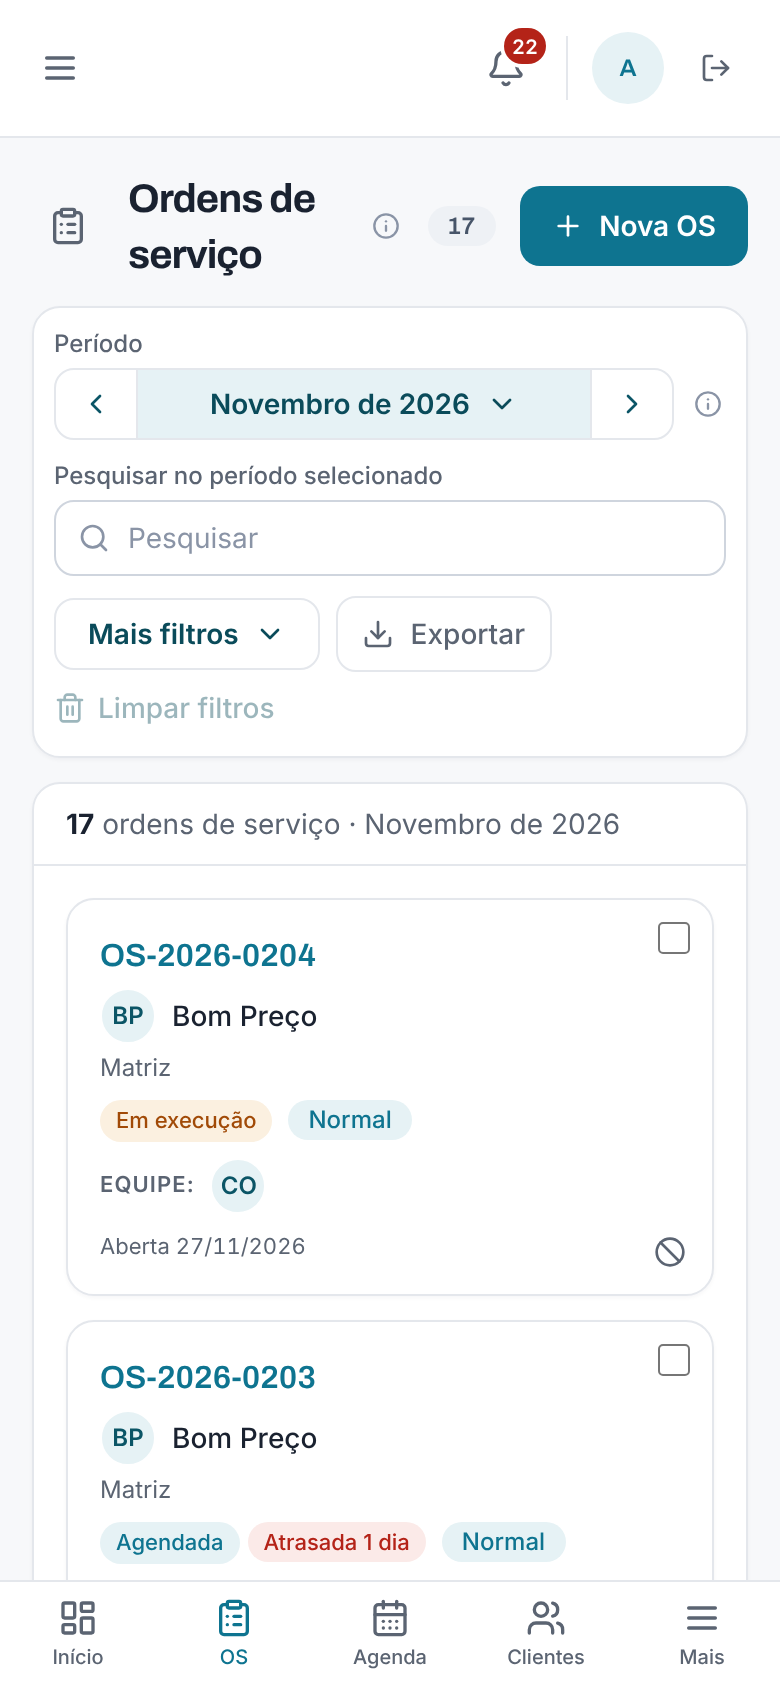 22
A
Ordens de
serviço
17
Nova OS
Período
Novembro de 2026
Pesquisar no período selecionado
Pesquisar
Mais filtros
Exportar
Limpar filtros
17 ordens de serviço · Novembro de 2026
OS-2026-0204
BP Bom Preço
Matriz
Em execução Normal
EQUIPE: CO
Aberta 27/11/2026
OS-2026-0203
BP Bom Preço
Matriz
Agendada Atrasada 1 dia Normal
Início OS Agenda Clientes Mais